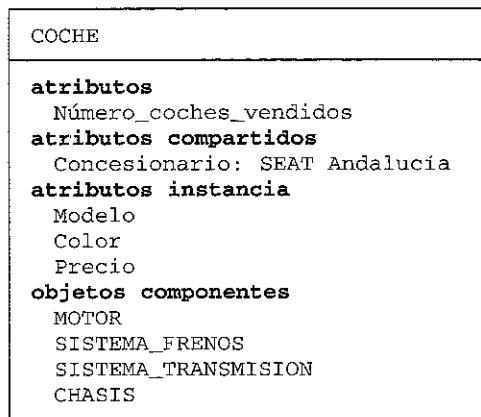 COCHE
atributos
Número_coches_vendidos
atributos compartidos
Concesionario: SEAT Andalucía
atributos instancia
Modelo
Color
Precio
objetos componentes
MOTOR
SISTEMA_FRENOS
SISTEMA_TRANSMISION
CHASIS